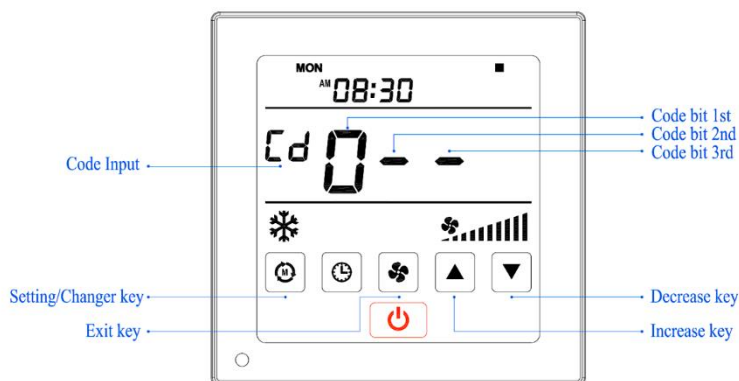 MON
AM 08:30
Code bit 1st
Code bit 2nd
Code bit 3rd
Code Input
Cd 0 - -
M
Setting/Changer key
Decrease key
Exit key
Increase key